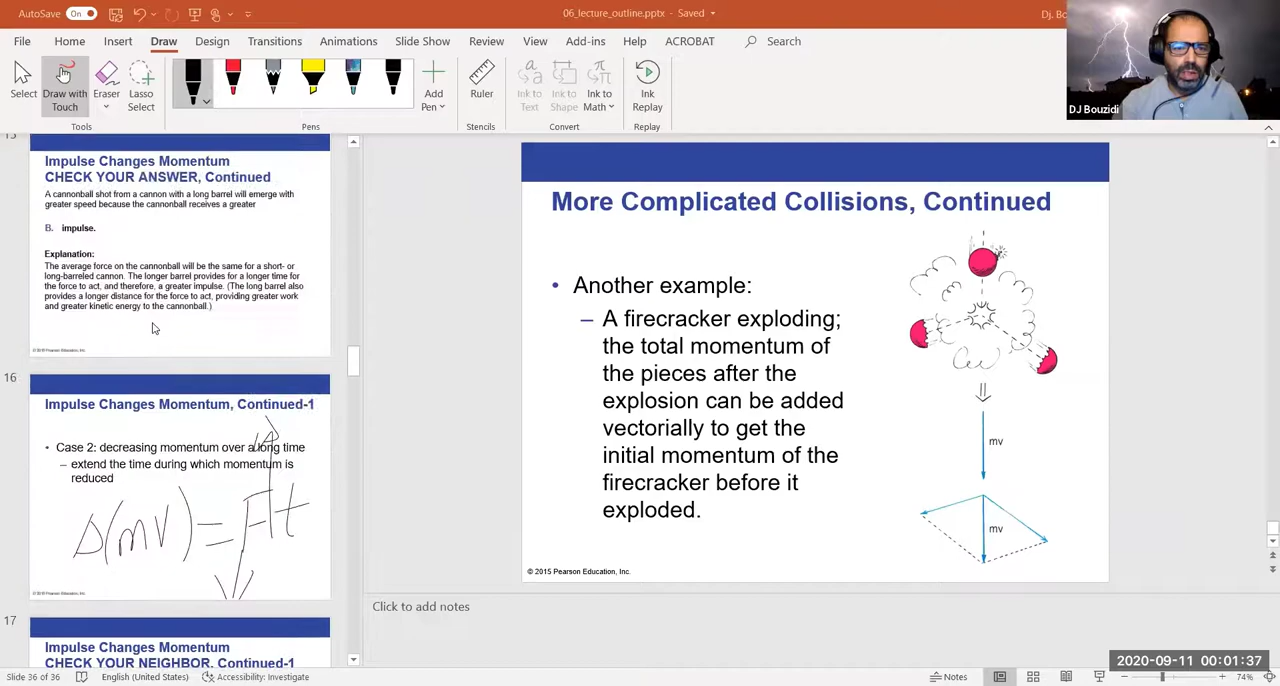 AutoSave On
06_lecture_outline.pptx - Saved
Dj. Bo
File Home Insert Draw Design Transitions Animations Slide Show Review View Add-ins Help ACROBAT Search
Select
Draw with Touch
Eraser
Lasso Select
Add Pen
Ruler
Ink to Text
Ink to Shape
Ink to Math
Ink Replay
Tools
Pens
Stencils
Convert
Replay
DJ Bouzidi
15
Impulse Changes Momentum
CHECK YOUR ANSWER, Continued
A cannonball shot from a cannon with a long barrel will emerge with
greater speed because the cannonball receives a greater
B. impulse.
Explanation:
The average force on the cannonball will be the same for a short- or
long-barreled cannon. The longer barrel provides for a longer time for
the force to act, and therefore, a greater impulse. (The long barrel also
provides a longer distance for the force to act, providing greater work
and greater kinetic energy to the cannonball.)
© 2015 Pearson Education, Inc.
16
Impulse Changes Momentum, Continued-1
• Case 2: decreasing momentum over a long time
– extend the time during which momentum is
reduced
Δ(mv) = Ft
© 2015 Pearson Education, Inc.
17
Impulse Changes Momentum
CHECK YOUR NEIGHBOR, Continued-1
More Complicated Collisions, Continued
• Another example:
– A firecracker exploding;
the total momentum of
the pieces after the
explosion can be added
vectorially to get the
initial momentum of the
firecracker before it
exploded.
mv
mv
© 2015 Pearson Education, Inc.
Click to add notes
2020-09-11 00:01:37
Slide 36 of 36 English (United States) Accessibility: Investigate Notes 74%